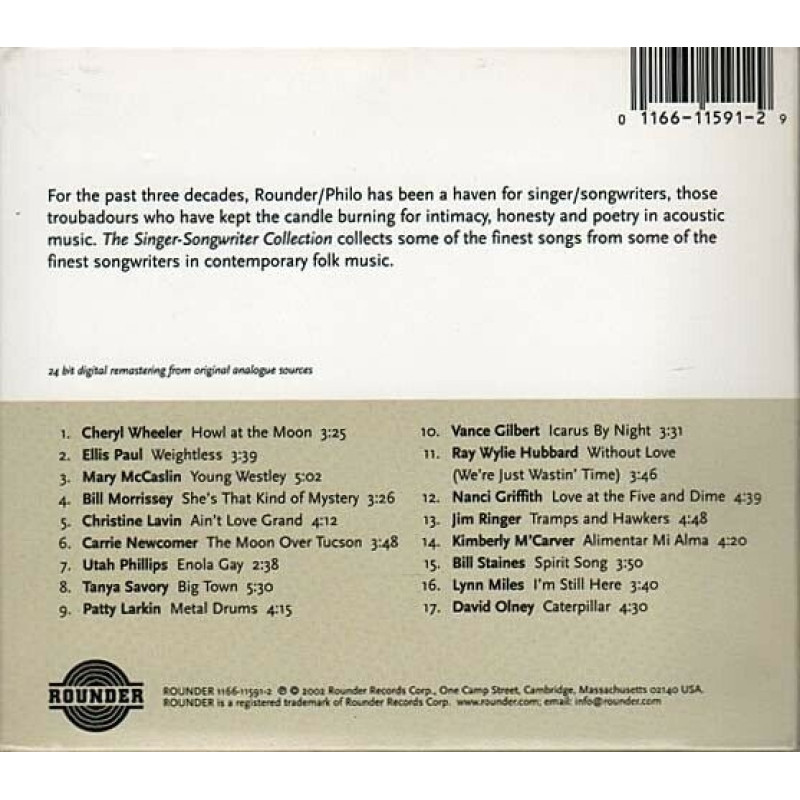 0 1166-11591-2 9
For the past three decades, Rounder/Philo has been a haven for singer/songwriters, those
troubadours who have kept the candle burning for intimacy, honesty and poetry in acoustic
music. The Singer-Songwriter Collection collects some of the finest songs from some of the
finest songwriters in contemporary folk music.
24 bit digital remastering from original analogue sources
1. Cheryl Wheeler Howl at the Moon 3:25
2. Ellis Paul Weightless 3:39
3. Mary McCaslin Young Westley 5:02
4. Bill Morrissey She's That Kind of Mystery 3:26
5. Christine Lavin Ain't Love Grand 4:12
6. Carrie Newcomer The Moon Over Tucson 3:48
7. Utah Phillips Enola Gay 2:38
8. Tanya Savory Big Town 5:30
9. Patty Larkin Metal Drums 4:15
10. Vance Gilbert Icarus By Night 3:31
11. Ray Wylie Hubbard Without Love
(We're Just Wastin' Time) 3:46
12. Nanci Griffith Love at the Five and Dime 4:39
13. Jim Ringer Tramps and Hawkers 4:48
14. Kimberly M'Carver Alimentar Mi Alma 4:20
15. Bill Staines Spirit Song 3:50
16. Lynn Miles I'm Still Here 3:40
17. David Olney Caterpillar 4:30
ROUNDER
ROUNDER 1166-11591-2 ℗ © 2002 Rounder Records Corp., One Camp Street, Cambridge, Massachusetts 02140 USA.
ROUNDER is a registered trademark of Rounder Records Corp. www.rounder.com; email: info@rounder.com